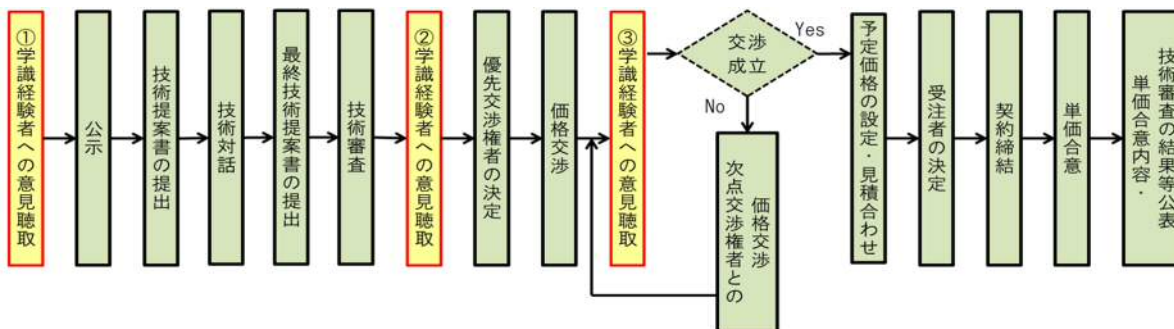 ①学識経験者への意見聴取
公示
技術提案書の提出
技術対話
最終技術提案書の提出
技術審査
②学識経験者への意見聴取
優先交渉権者の決定
価格交渉
③学識経験者への意見聴取
交渉
成立
Yes
No
次点交渉権者との
価格交渉
予定価格の設定・見積合わせ
受注者の決定
契約締結
単価合意
技術審査の結果等公表
単価合意内容・